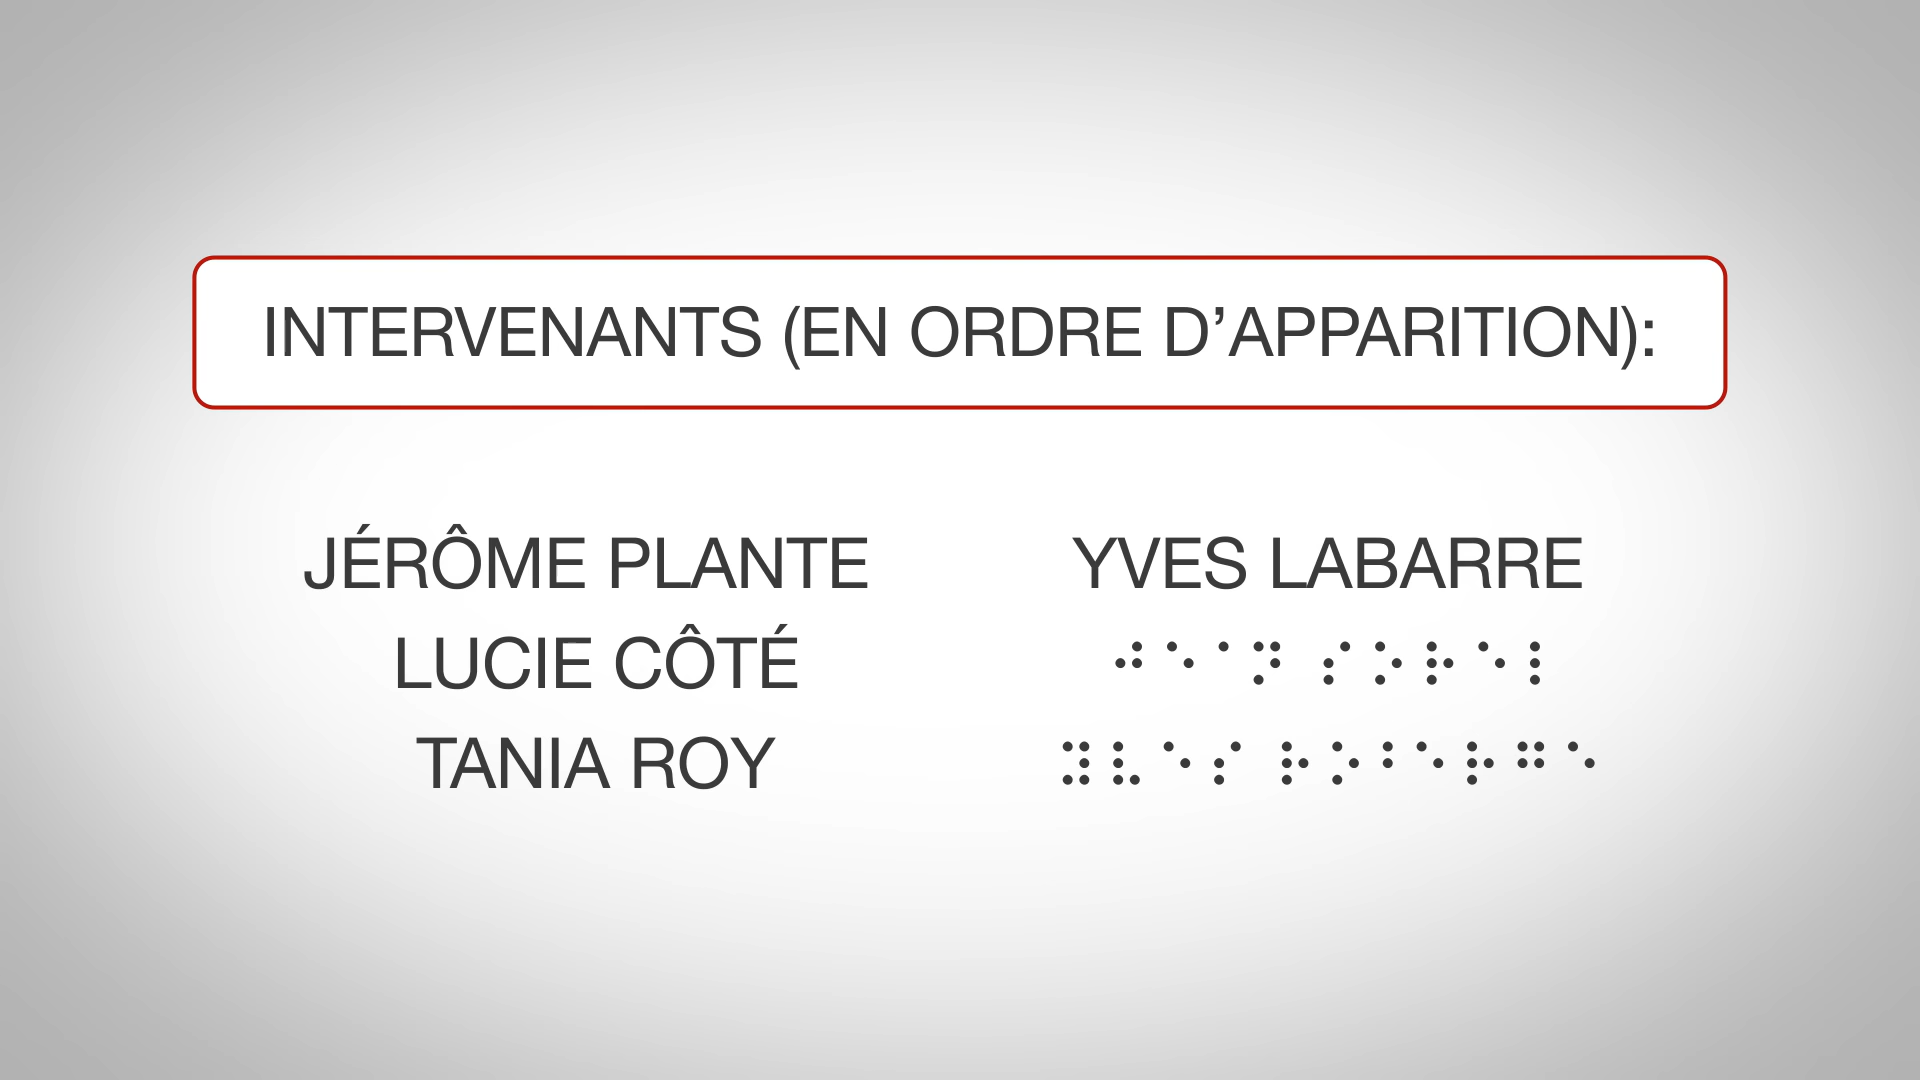 INTERVENANTS (EN ORDRE D’APPARITION):
JÉRÔME PLANTE
LUCIE CÔTÉ
TANIA ROY
YVES LABARRE
⠚⠑⠁⠝ ⠎⠕⠗⠑⠇
⠽⠧⠑⠎ ⠗⠕⠃⠑⠗⠛⠑